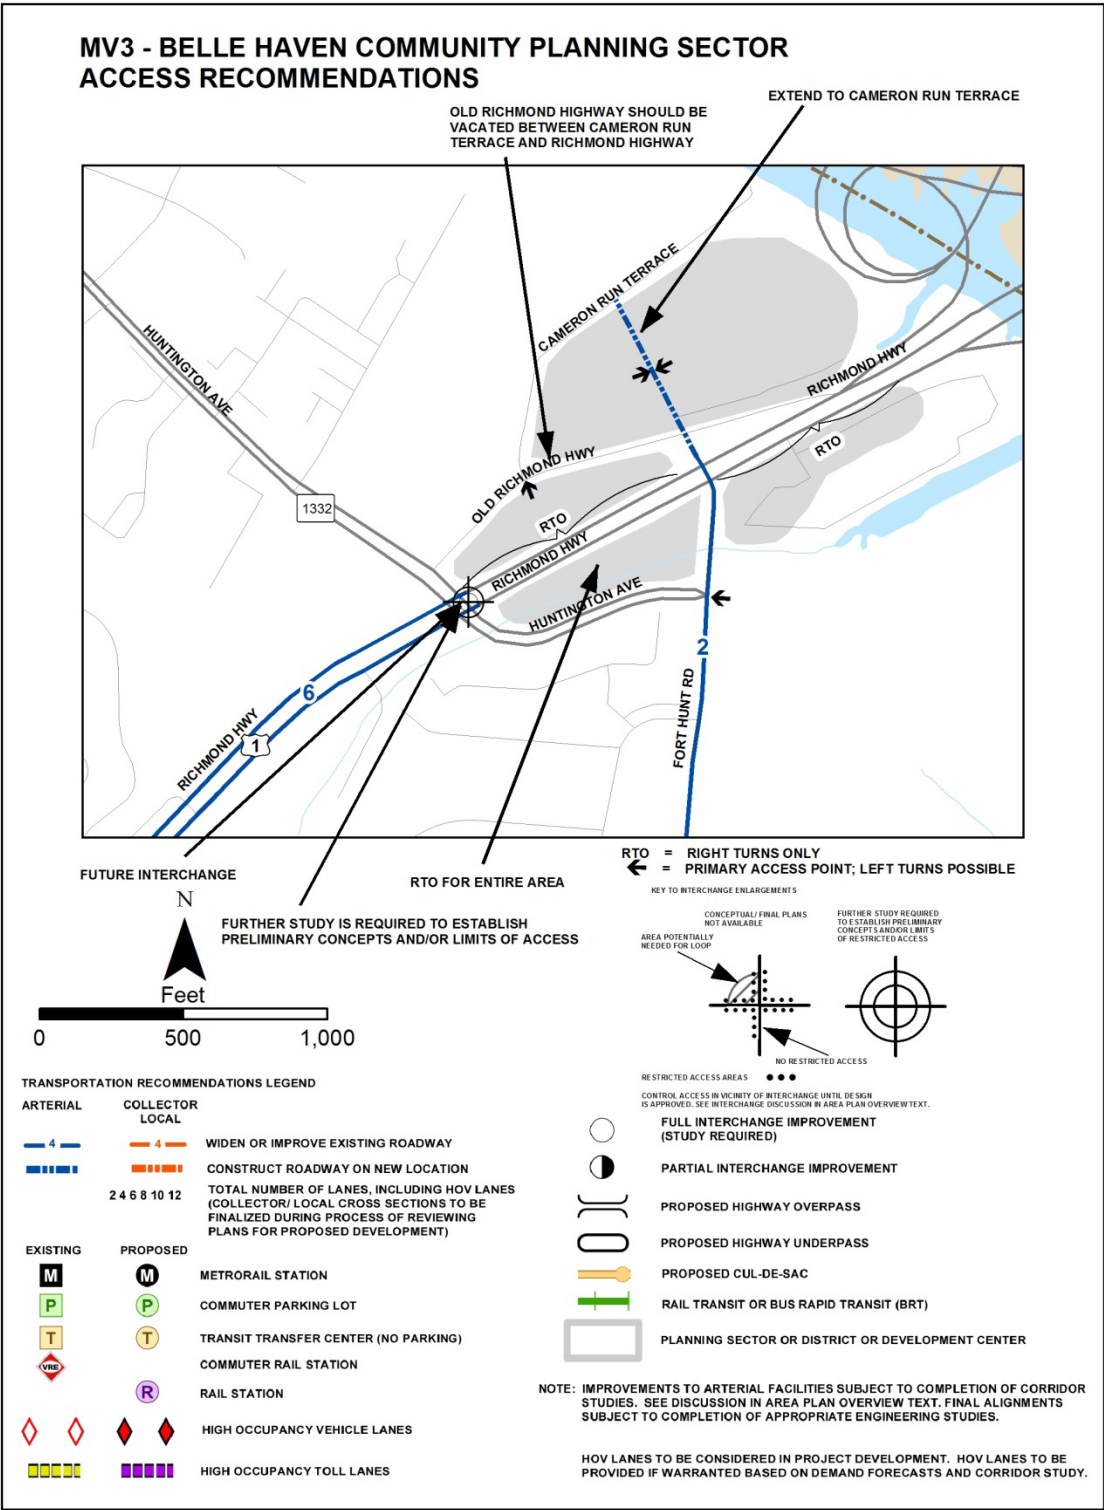 MV3 - BELLE HAVEN COMMUNITY PLANNING SECTOR
ACCESS RECOMMENDATIONS
EXTEND TO CAMERON RUN TERRACE
OLD RICHMOND HIGHWAY SHOULD BE
VACATED BETWEEN CAMERON RUN
TERRACE AND RICHMOND HIGHWAY
CAMERON RUN TERRACE
HUNTINGTON AVE
RICHMOND HWY
RTO
OLD RICHMOND HWY
1332
RTO
RICHMOND HWY
HUNTINGTON AVE
2
6
FORT HUNT RD
RICHMOND HWY
1
RTO = RIGHT TURNS ONLY
= PRIMARY ACCESS POINT; LEFT TURNS POSSIBLE
FUTURE INTERCHANGE
RTO FOR ENTIRE AREA
FURTHER STUDY IS REQUIRED TO ESTABLISH
PRELIMINARY CONCEPTS AND/OR LIMITS OF ACCESS
N
Feet
0 500 1,000
KEY TO INTERCHANGE ENLARGEMENTS
CONCEPTUAL/ FINAL PLANS
NOT AVAILABLE
FURTHER STUDY REQUIRED
TO ESTABLISH PRELIMINARY
CONCEPTS AND/OR LIMITS
OF RESTRICTED ACCESS
AREA POTENTIALLY
NEEDED FOR LOOP
NO RESTRICTED ACCESS
RESTRICTED ACCESS AREAS
CONTROL ACCESS IN VICINITY OF INTERCHANGE UNTIL DESIGN
IS APPROVED. SEE INTERCHANGE DISCUSSION IN AREA PLAN OVERVIEW TEXT.
TRANSPORTATION RECOMMENDATIONS LEGEND
ARTERIAL
COLLECTOR
LOCAL
4 4 WIDEN OR IMPROVE EXISTING ROADWAY
CONSTRUCT ROADWAY ON NEW LOCATION
2 4 6 8 10 12 TOTAL NUMBER OF LANES, INCLUDING HOV LANES
(COLLECTOR/ LOCAL CROSS SECTIONS TO BE
FINALIZED DURING PROCESS OF REVIEWING
PLANS FOR PROPOSED DEVELOPMENT)
EXISTING PROPOSED
M M METRORAIL STATION
P P COMMUTER PARKING LOT
T T TRANSIT TRANSFER CENTER (NO PARKING)
VRE COMMUTER RAIL STATION
R RAIL STATION
HIGH OCCUPANCY VEHICLE LANES
HIGH OCCUPANCY TOLL LANES
FULL INTERCHANGE IMPROVEMENT
(STUDY REQUIRED)
PARTIAL INTERCHANGE IMPROVEMENT
PROPOSED HIGHWAY OVERPASS
PROPOSED HIGHWAY UNDERPASS
PROPOSED CUL-DE-SAC
RAIL TRANSIT OR BUS RAPID TRANSIT (BRT)
PLANNING SECTOR OR DISTRICT OR DEVELOPMENT CENTER
NOTE: IMPROVEMENTS TO ARTERIAL FACILITIES SUBJECT TO COMPLETION OF CORRIDOR
STUDIES. SEE DISCUSSION IN AREA PLAN OVERVIEW TEXT. FINAL ALIGNMENTS
SUBJECT TO COMPLETION OF APPROPRIATE ENGINEERING STUDIES.
HOV LANES TO BE CONSIDERED IN PROJECT DEVELOPMENT. HOV LANES TO BE
PROVIDED IF WARRANTED BASED ON DEMAND FORECASTS AND CORRIDOR STUDY.